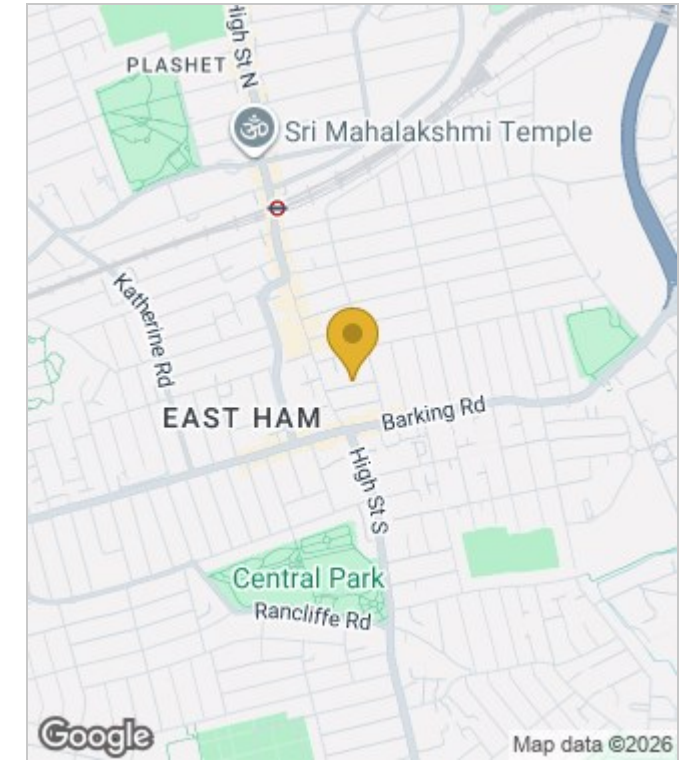 High St N
PLASHET
Sri Mahalakshmi Temple
Katherine Rd
EAST HAM
Barking Rd
High St S
Central Park
Rancliffe Rd
Google
Map data ©2026